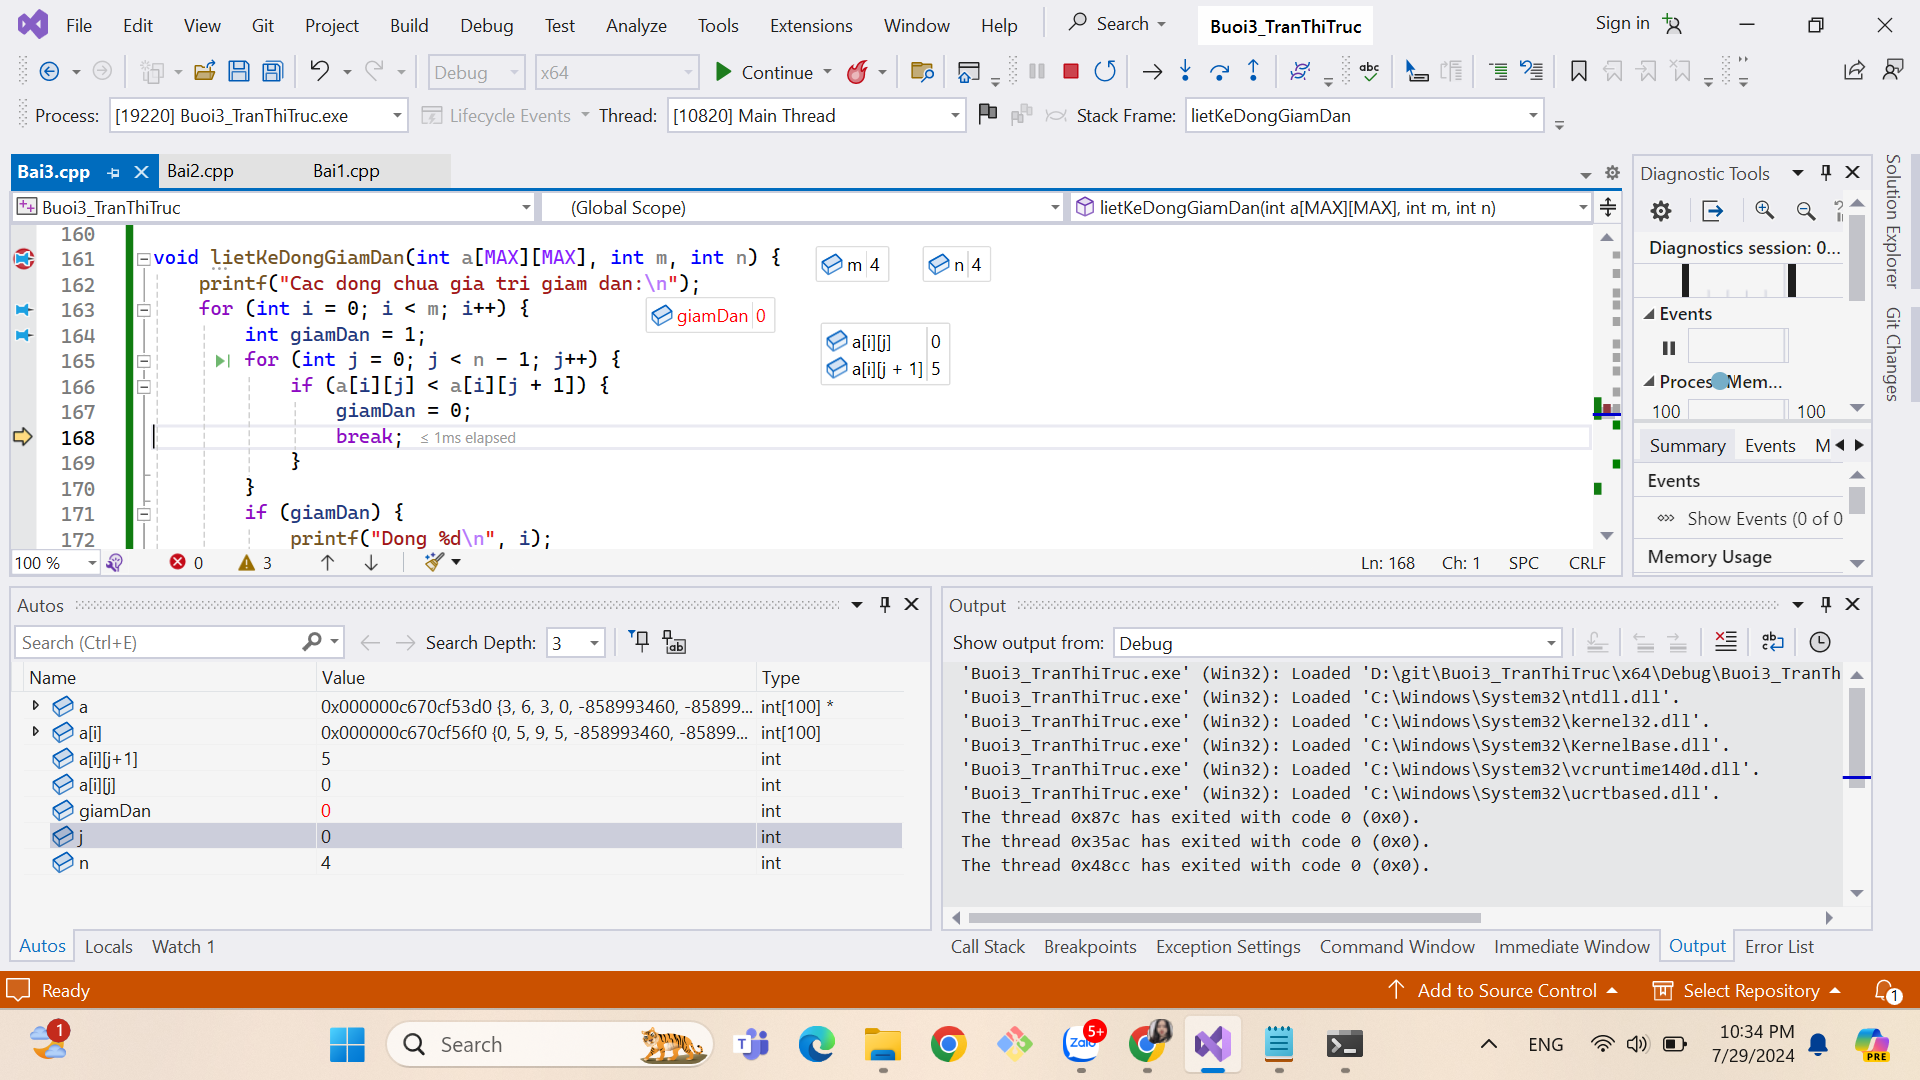 File Edit View Git Project Build Debug Test Analyze Tools Extensions Window Help Search Buoi3_TranThiTruc Sign in
Debug x64 Continue
Process: [19220] Buoi3_TranThiTruc.exe Lifecycle Events Thread: [10820] Main Thread Stack Frame: lietKeDongGiamDan
Bai3.cpp Bai2.cpp Bai1.cpp
Buoi3_TranThiTruc (Global Scope) lietKeDongGiamDan(int a[MAX][MAX], int m, int n)
160
161 void lietKeDongGiamDan(int a[MAX][MAX], int m, int n) { m 4 n 4
162 printf("Cac dong chua gia tri giam dan:\n");
163 for (int i = 0; i < m; i++) { giamDan 0
164 int giamDan = 1;
165 for (int j = 0; j < n - 1; j++) { a[i][j] 0
166 if (a[i][j] < a[i][j + 1]) { a[i][j + 1] 5
167 giamDan = 0;
168 break; ≤ 1ms elapsed
169 }
170 }
171 if (giamDan) {
172 printf("Dong %d\n", i);
100 % 0 3 Ln: 168 Ch: 1 SPC CRLF
Diagnostic Tools
Diagnostics session: 0...
Events
Process Mem...
100 100
Summary Events M
Events
Show Events (0 of 0
Memory Usage
Solution Explorer
Git Changes
Autos
Search (Ctrl+E) Search Depth: 3
Name Value Type
a 0x000000c670cf53d0 {3, 6, 3, 0, -858993460, -85899... int[100] *
a[i] 0x000000c670cf56f0 {0, 5, 9, 5, -858993460, -85899... int[100]
a[i][j+1] 5 int
a[i][j] 0 int
giamDan 0 int
j 0 int
n 4 int
Autos Locals Watch 1
Output
Show output from: Debug
'Buoi3_TranThiTruc.exe' (Win32): Loaded 'D:\git\Buoi3_TranThiTruc\x64\Debug\Buoi3_TranTh
'Buoi3_TranThiTruc.exe' (Win32): Loaded 'C:\Windows\System32\ntdll.dll'.
'Buoi3_TranThiTruc.exe' (Win32): Loaded 'C:\Windows\System32\kernel32.dll'.
'Buoi3_TranThiTruc.exe' (Win32): Loaded 'C:\Windows\System32\KernelBase.dll'.
'Buoi3_TranThiTruc.exe' (Win32): Loaded 'C:\Windows\System32\vcruntime140d.dll'.
'Buoi3_TranThiTruc.exe' (Win32): Loaded 'C:\Windows\System32\ucrtbased.dll'.
The thread 0x87c has exited with code 0 (0x0).
The thread 0x35ac has exited with code 0 (0x0).
The thread 0x48cc has exited with code 0 (0x0).
Call Stack Breakpoints Exception Settings Command Window Immediate Window Output Error List
Ready Add to Source Control Select Repository 1
1 Search 5+ Zalo ENG 10:34 PM
7/29/2024 PRE